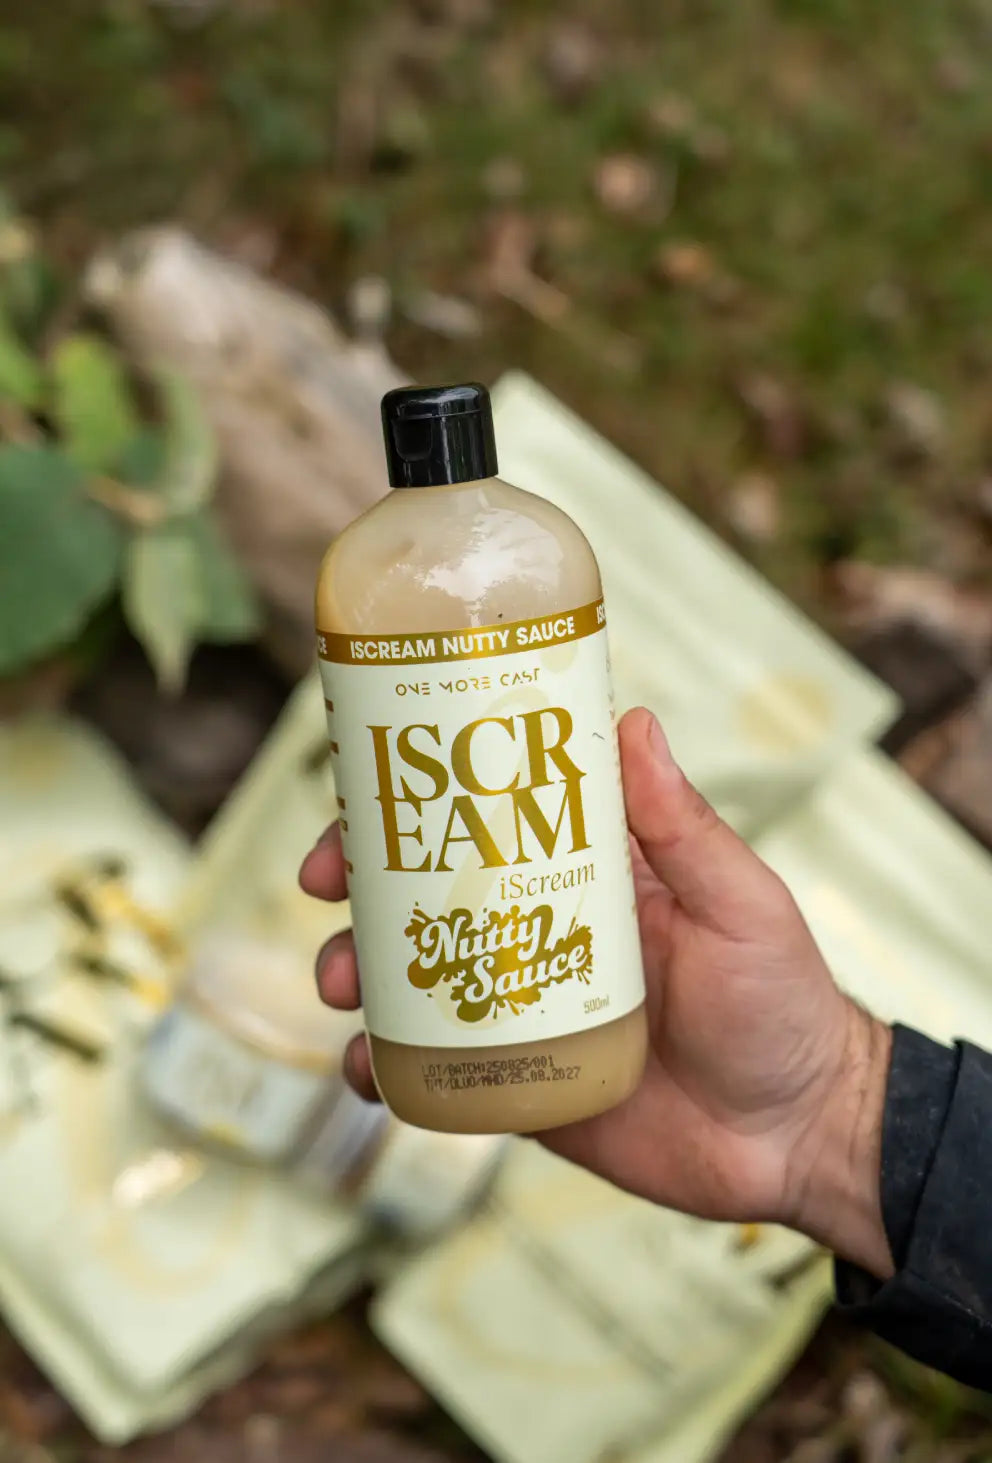 ISCREAM NUTTY SAUCE
ONE MORE CAST
ISCR
EAM
iScream
Nutty
Sauce
500ml
LOT/BATCH:250825/001
TMT/DLUO/MHD/25.08.2027